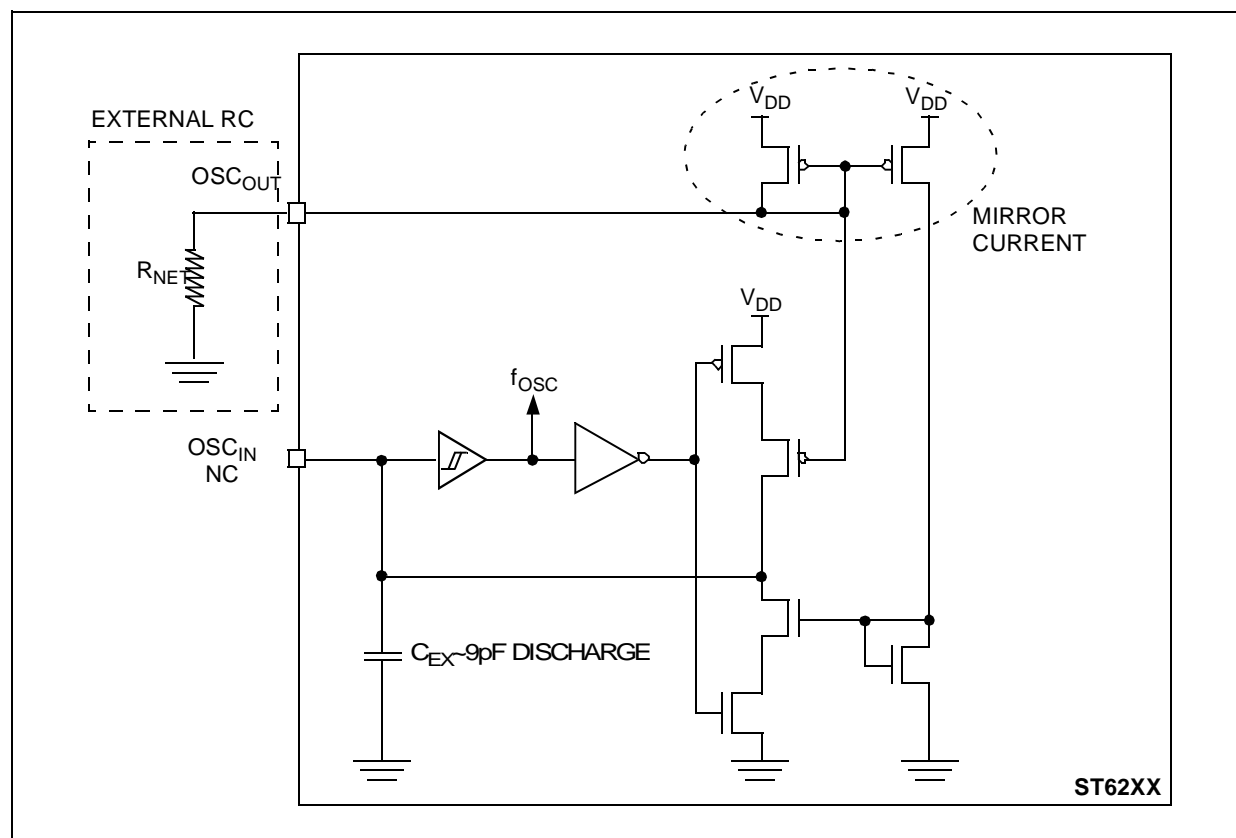 V_DD
V_DD
EXTERNAL RC
OSC_OUT
MIRROR
CURRENT
R_NET
V_DD
f_OSC
OSC_IN
NC
C_EX~9pF DISCHARGE
ST62XX